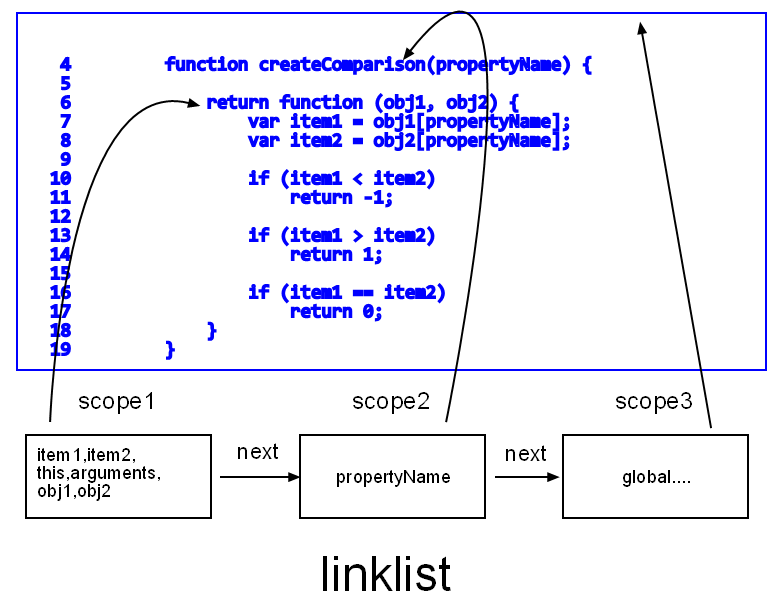 4 function createComparison(propertyName) {
5
6 return function (obj1, obj2) {
7 var item1 = obj1[propertyName];
8 var item2 = obj2[propertyName];
9
10 if (item1 < item2)
11 return -1;
12
13 if (item1 > item2)
14 return 1;
15
16 if (item1 == item2)
17 return 0;
18 }
19 }
scope1 scope2 scope3
item1,item2,
this,arguments,
obj1,obj2
next
propertyName
next
global....
linklist